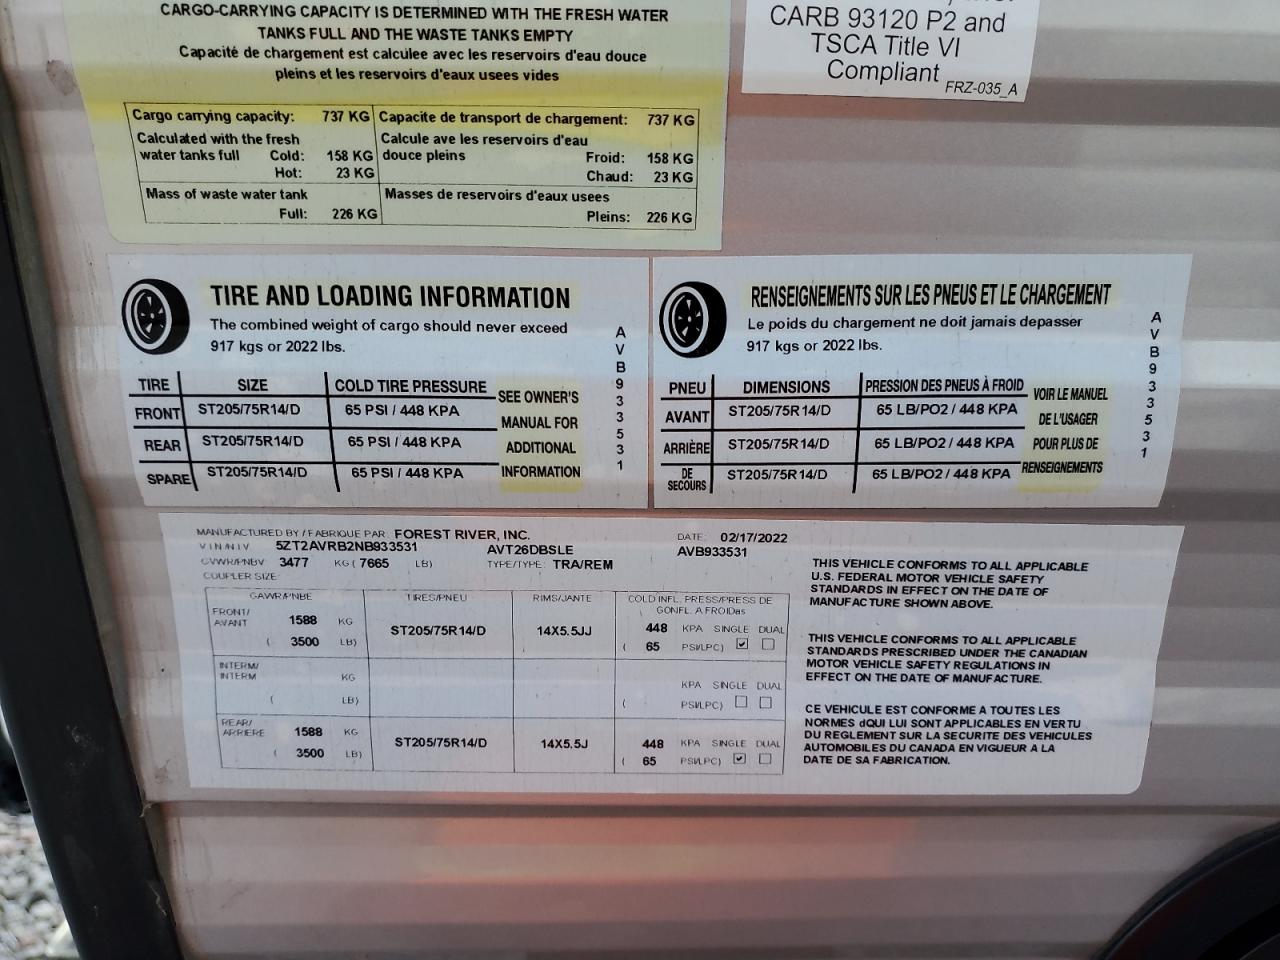 CARGO-CARRYING CAPACITY IS DETERMINED WITH THE FRESH WATER
TANKS FULL AND THE WASTE TANKS EMPTY
Capacité de chargement est calculee avec les reservoirs d'eau douce
pleins et les reservoirs d'eaux usees vides
Cargo carrying capacity: 737 KG
Calculated with the fresh
water tanks full Cold: 158 KG
Hot: 23 KG
Mass of waste water tank
Full: 226 KG
Capacite de transport de chargement: 737 KG
Calcule ave les reservoirs d'eau
douce pleins
Froid: 158 KG
Chaud: 23 KG
Masses de reservoirs d'eaux usees
Pleins: 226 KG
CARB 93120 P2 and
TSCA Title VI
Compliant
FRZ-035_A
TIRE AND LOADING INFORMATION
The combined weight of cargo should never exceed
917 kgs or 2022 lbs.
TIRE SIZE COLD TIRE PRESSURE
FRONT ST205/75R14/D 65 PSI / 448 KPA
REAR ST205/75R14/D 65 PSI / 448 KPA
SPARE ST205/75R14/D 65 PSI / 448 KPA
SEE OWNER'S
MANUAL FOR
ADDITIONAL
INFORMATION
AVB933531
RENSEIGNEMENTS SUR LES PNEUS ET LE CHARGEMENT
Le poids du chargement ne doit jamais depasser
917 kgs or 2022 lbs.
PNEU DIMENSIONS PRESSION DES PNEUS À FROID
AVANT ST205/75R14/D 65 LB/PO2 / 448 KPA
ARRIÈRE ST205/75R14/D 65 LB/PO2 / 448 KPA
DE SECOURS ST205/75R14/D 65 LB/PO2 / 448 KPA
VOIR LE MANUEL
DE L'USAGER
POUR PLUS DE
RENSEIGNEMENTS
AVB933531
MANUFACTURED BY / FABRIQUE PAR FOREST RIVER, INC. DATE: 02/17/2022
V I N /N I V 5ZT2AVRB2NB933531 AVT26DBSLE AVB933531
GVWR/PNBV 3477 KG ( 7665 LB) TYPE/TYPE: TRA/REM
COUPLER SIZE:
GAWR/PNBE TIRES/PNEU RIMS/JANTE COLD INFL. PRESS/PRESS DE
GONFL. A FROIDas
FRONT/
AVANT 1588 KG
( 3500 LB)
ST205/75R14/D 14X5.5JJ
448 KPA SINGLE DUAL
( 65 PSI/LPC)
INTERM/
INTERM KG
( LB)
KPA SINGLE DUAL
( PSI/LPC)
REAR/
ARRIERE 1588 KG
( 3500 LB)
ST205/75R14/D 14X5.5J
448 KPA SINGLE DUAL
( 65 PSI/LPC)
THIS VEHICLE CONFORMS TO ALL APPLICABLE
U.S. FEDERAL MOTOR VEHICLE SAFETY
STANDARDS IN EFFECT ON THE DATE OF
MANUFACTURE SHOWN ABOVE.
THIS VEHICLE CONFORMS TO ALL APPLICABLE
STANDARDS PRESCRIBED UNDER THE CANADIAN
MOTOR VEHICLE SAFETY REGULATIONS IN
EFFECT ON THE DATE OF MANUFACTURE.
CE VEHICULE EST CONFORME A TOUTES LES
NORMES dQUI LUI SONT APPLICABLES EN VERTU
DU REGLEMENT SUR LA SECURITE DES VEHICULES
AUTOMOBILES DU CANADA EN VIGUEUR A LA
DATE DE SA FABRICATION.